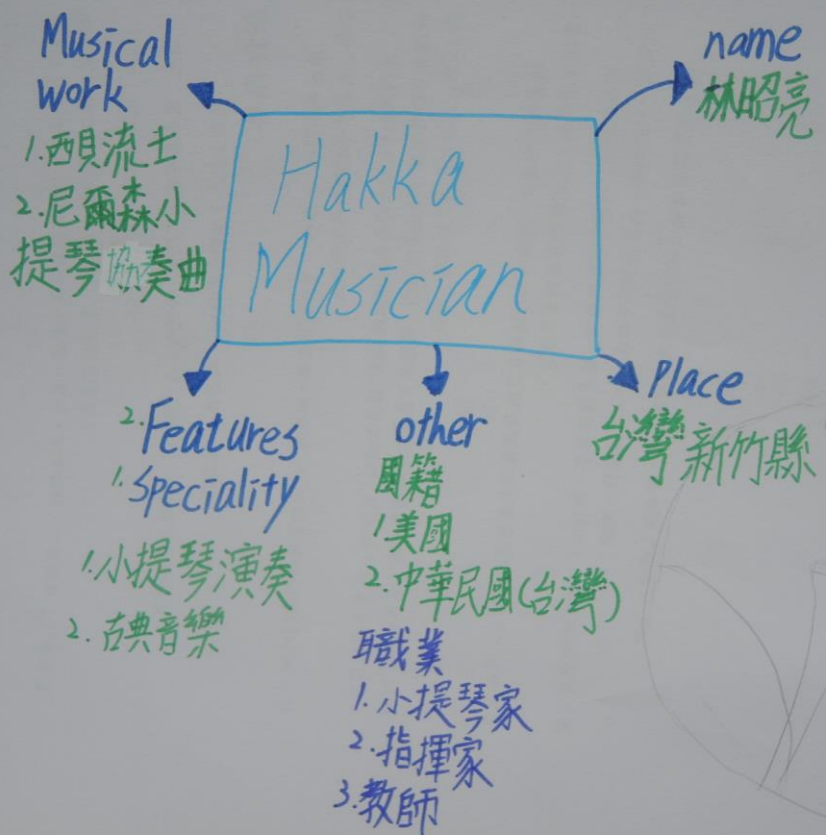 Musical
work
1.西貝流士
2.尼爾森小
提琴協奏曲
name
林昭亮
Hakka
Musician
2.Features
1.speciality
1.小提琴演奏
2.古典音樂
other
國籍
1.美國
2.中華民國(台灣)
職業
1.小提琴家
2.指揮家
3.教師
Place
台灣新竹縣